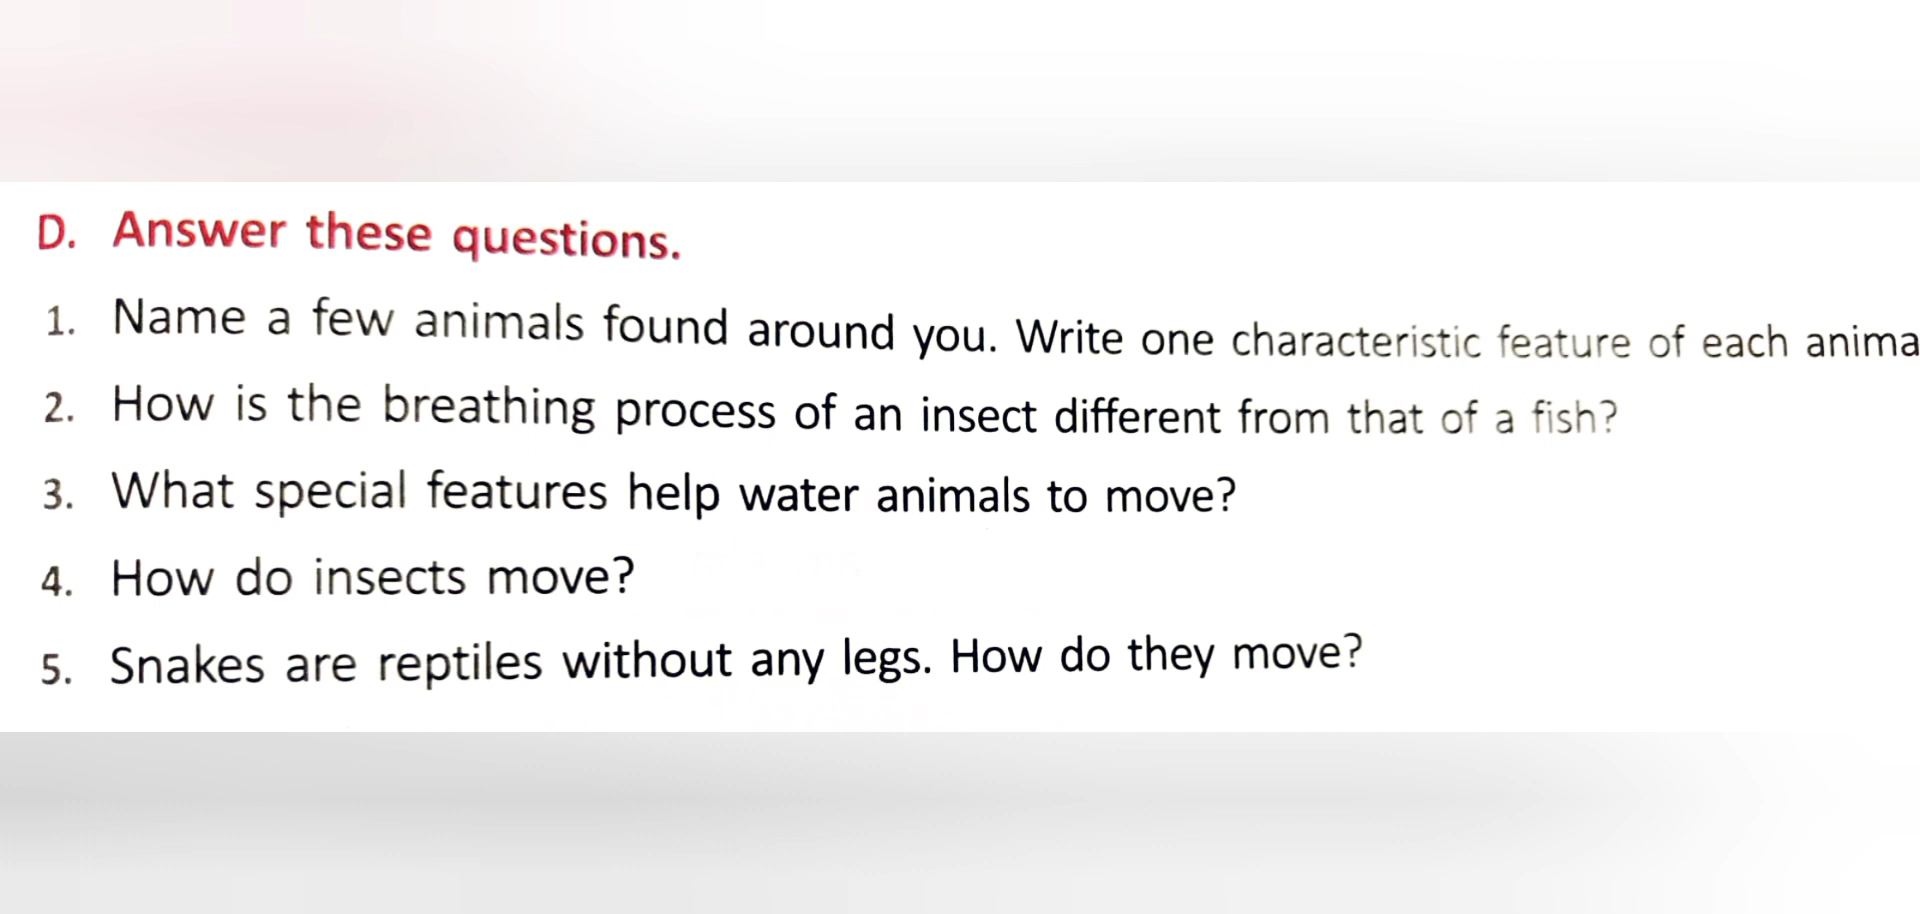 D. Answer these questions.
1. Name a few animals found around you. Write one characteristic feature of each anima
2. How is the breathing process of an insect different from that of a fish?
3. What special features help water animals to move?
4. How do insects move?
5. Snakes are reptiles without any legs. How do they move?